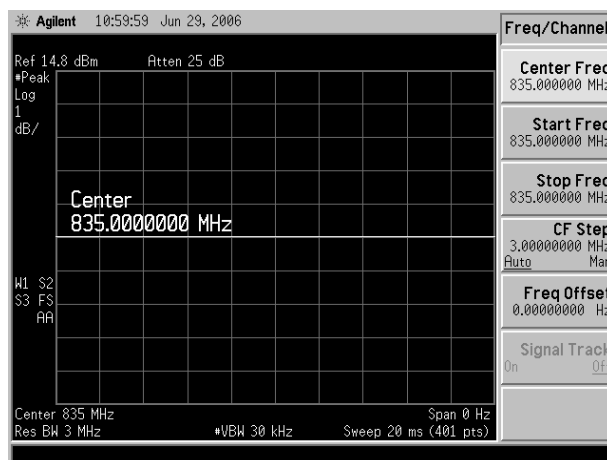 Agilent 10:59:59 Jun 29, 2006
Ref 14.8 dBm Atten 25 dB
#Peak
Log
1
dB/
Center
835.0000000 MHz
W1 S2
S3 FS
AA
Center 835 MHz Span 0 Hz
Res BW 3 MHz #VBW 30 kHz Sweep 20 ms (401 pts)
Freq/Channel
Center Freq
835.000000 MHz
Start Freq
835.000000 MHz
Stop Freq
835.000000 MHz
CF Step
3.00000000 MHz
Auto Man
Freq Offset
0.00000000 Hz
Signal Track
On Off